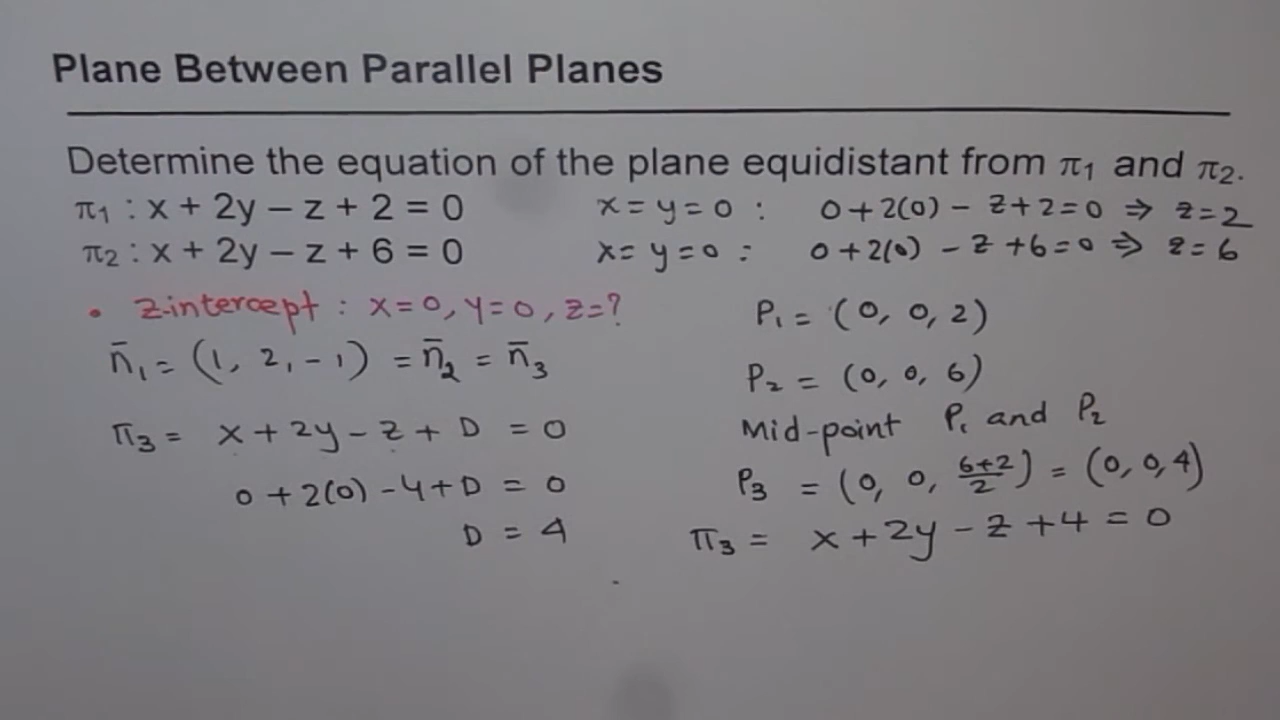 Plane Between Parallel Planes
Determine the equation of the plane equidistant from π₁ and π₂.
π₁ : x + 2y – z + 2 = 0
x = y = 0 : 0 + 2(0) - z + 2 = 0 ⇒ z = 2
π₂ : x + 2y – z + 6 = 0
x = y = 0 : 0 + 2(0) - z + 6 = 0 ⇒ z = 6
• z-intercept : x = 0, y = 0, z = ?
n̄₁ = (1, 2, -1) = n̄₂ = n̄₃
π₃ = x + 2y - z + D = 0
0 + 2(0) - 4 + D = 0
D = 4
P₁ = (0, 0, 2)
P₂ = (0, 0, 6)
Mid-point P₁ and P₂
P₃ = (0, 0, (6+2)/2) = (0, 0, 4)
π₃ = x + 2y - z + 4 = 0